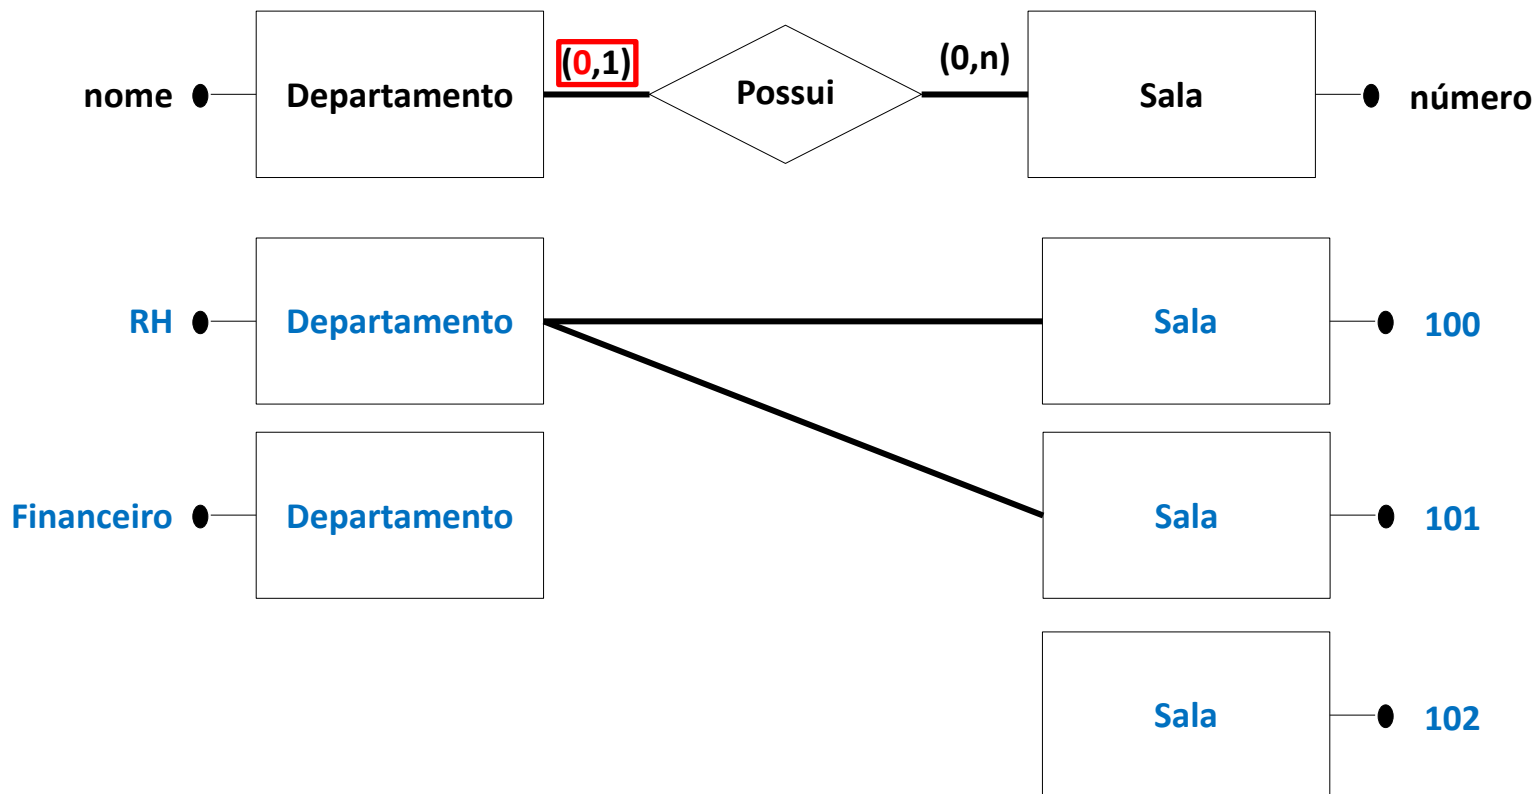 nome Departamento (0,1) Possui (0,n) Sala número
RH Departamento Sala 100
Financeiro Departamento Sala 101
Sala 102